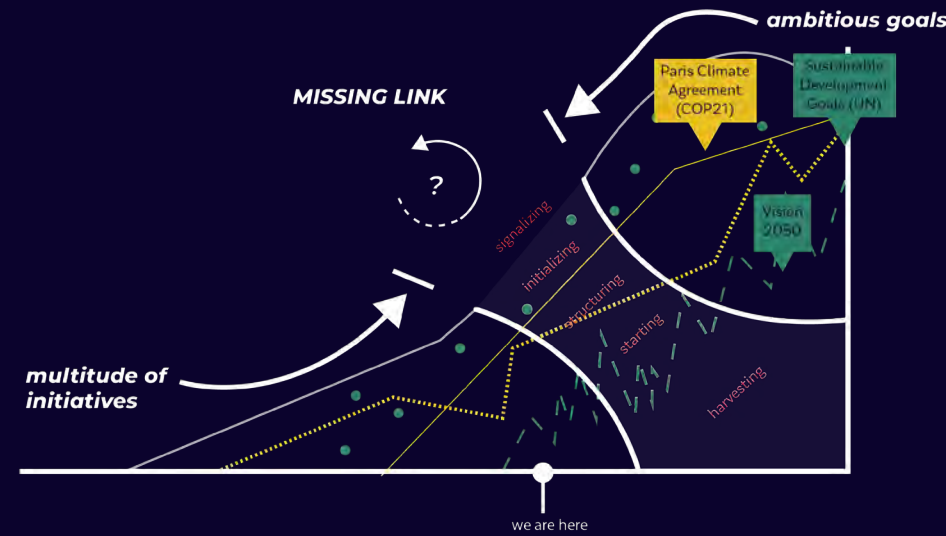 ambitious goals
Paris Climate
Agreement
(COP21)
Sustainable
Development
Goals (UN)
MISSING LINK
?
Vision
2050
signalizing
initializing
structuring
starting
harvesting
multitude of
initiatives
we are here